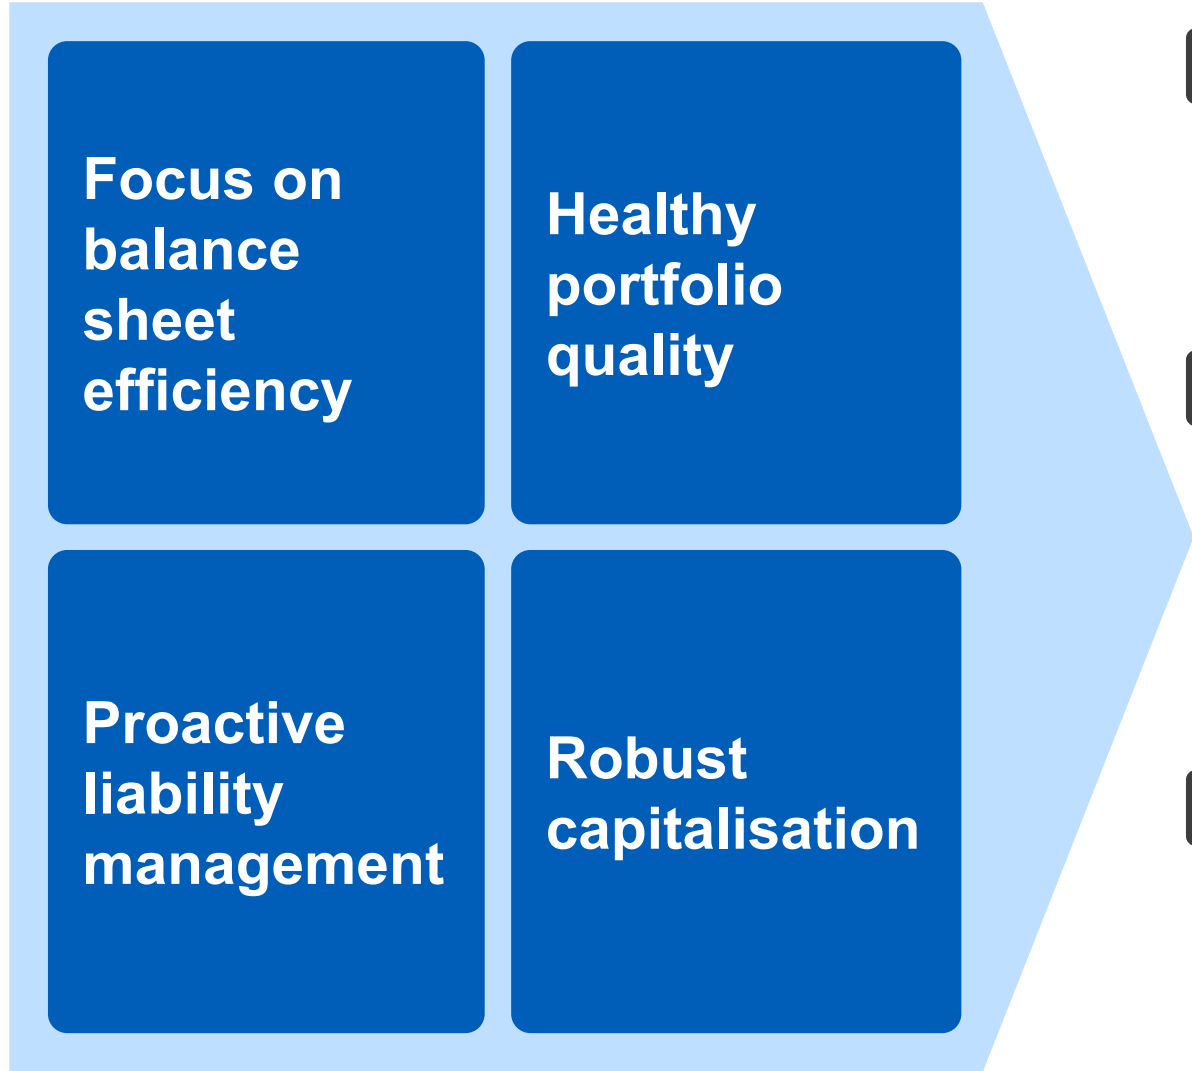 Focus on
balance
sheet
efficiency
Healthy
portfolio
quality
Proactive
liability
management
Robust
capitalisation